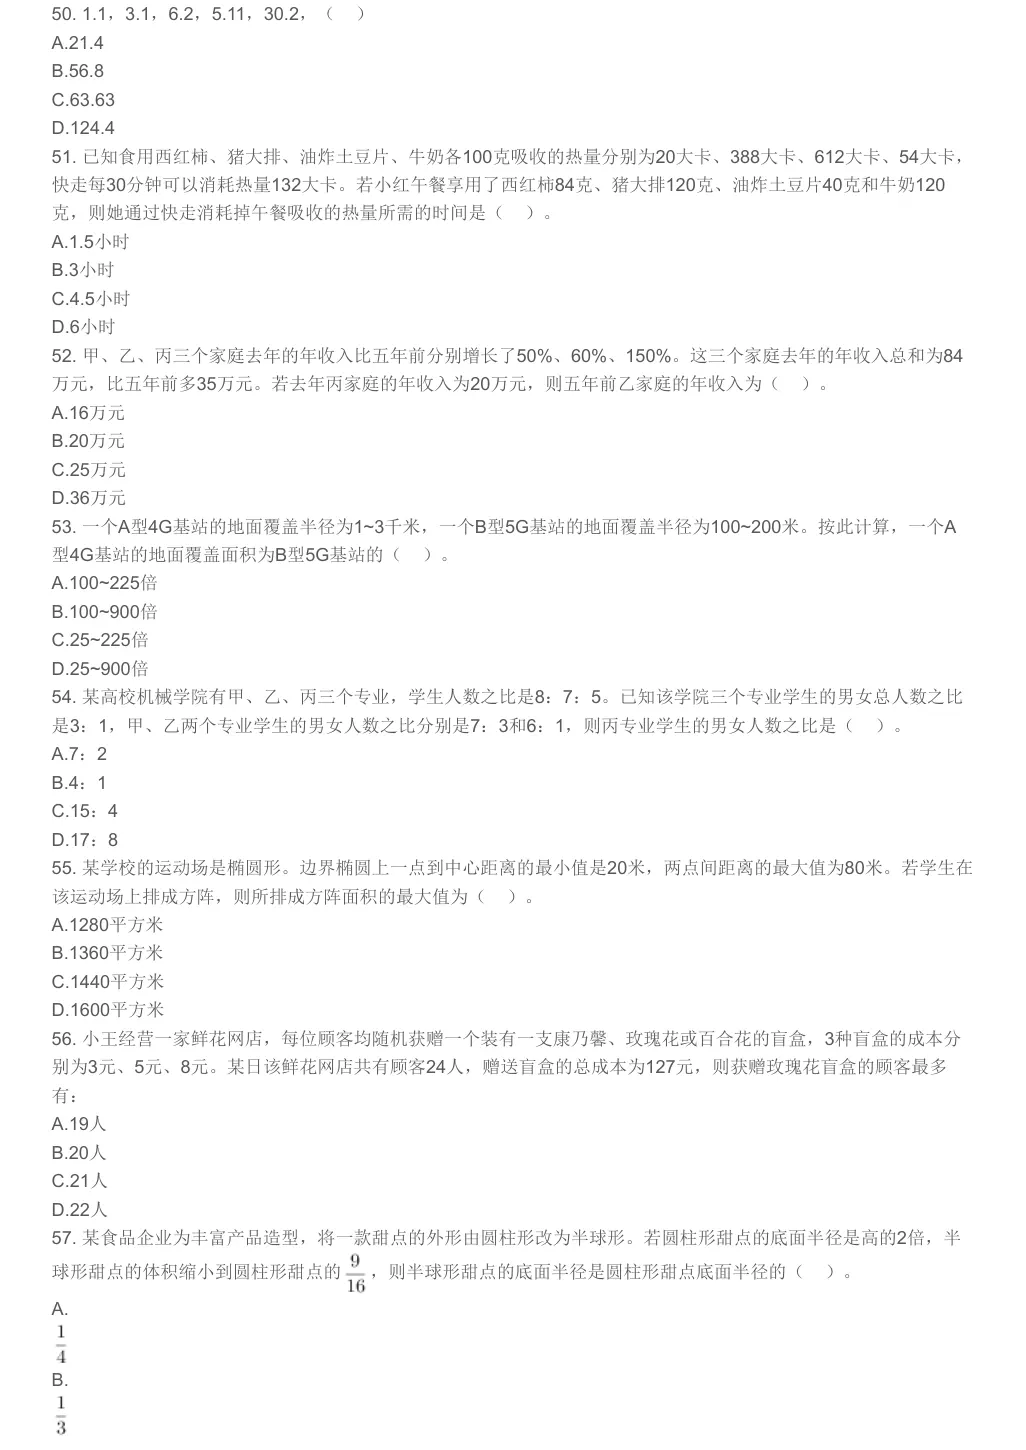 50. 1.1，3.1，6.2，5.11，30.2，（    ）
A.21.4
B.56.8
C.63.63
D.124.4
51. 已知食用西红柿、猪大排、油炸土豆片、牛奶各100克吸收的热量分别为20大卡、388大卡、612大卡、54大卡，
快走每30分钟可以消耗热量132大卡。若小红午餐享用了西红柿84克、猪大排120克、油炸土豆片40克和牛奶120
克，则她通过快走消耗掉午餐吸收的热量所需的时间是（    ）。
A.1.5小时
B.3小时
C.4.5小时
D.6小时
52. 甲、乙、丙三个家庭去年的年收入比五年前分别增长了50%、60%、150%。这三个家庭去年的年收入总和为84
万元，比五年前多35万元。若去年丙家庭的年收入为20万元，则五年前乙家庭的年收入为（    ）。
A.16万元
B.20万元
C.25万元
D.36万元
53. 一个A型4G基站的地面覆盖半径为1~3千米，一个B型5G基站的地面覆盖半径为100~200米。按此计算，一个A
型4G基站的地面覆盖面积为B型5G基站的（    ）。
A.100~225倍
B.100~900倍
C.25~225倍
D.25~900倍
54. 某高校机械学院有甲、乙、丙三个专业，学生人数之比是8：7：5。已知该学院三个专业学生的男女总人数之比
是3：1，甲、乙两个专业学生的男女人数之比分别是7：3和6：1，则丙专业学生的男女人数之比是（    ）。
A.7：2
B.4：1
C.15：4
D.17：8
55. 某学校的运动场是椭圆形。边界椭圆上一点到中心距离的最小值是20米，两点间距离的最大值为80米。若学生在
该运动场上排成方阵，则所排成方阵面积的最大值为（    ）。
A.1280平方米
B.1360平方米
C.1440平方米
D.1600平方米
56. 小王经营一家鲜花网店，每位顾客均随机获赠一个装有一支康乃馨、玫瑰花或百合花的盲盒，3种盲盒的成本分
别为3元、5元、8元。某日该鲜花网店共有顾客24人，赠送盲盒的总成本为127元，则获赠玫瑰花盲盒的顾客最多
有：
A.19人
B.20人
C.21人
D.22人
57. 某食品企业为丰富产品造型，将一款甜点的外形由圆柱形改为半球形。若圆柱形甜点的底面半径是高的2倍，半
球形甜点的体积缩小到圆柱形甜点的9/16，则半球形甜点的底面半径是圆柱形甜点底面半径的（    ）。
A.
1/4
B.
1/3